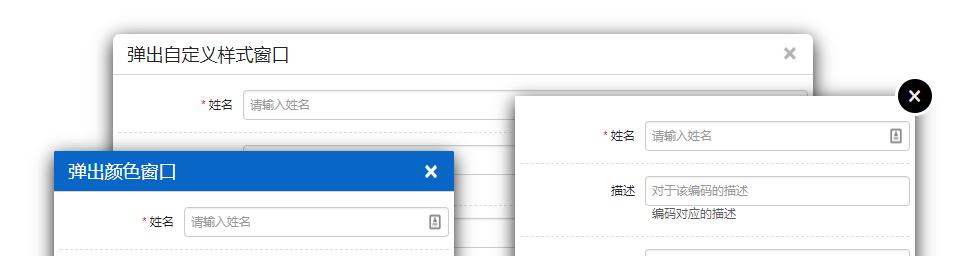 弹出自定义样式窗口
* 姓名 请输入姓名
* 姓名 请输入姓名
描述 对于该编码的描述
编码对应的描述
弹出颜色窗口
* 姓名 请输入姓名